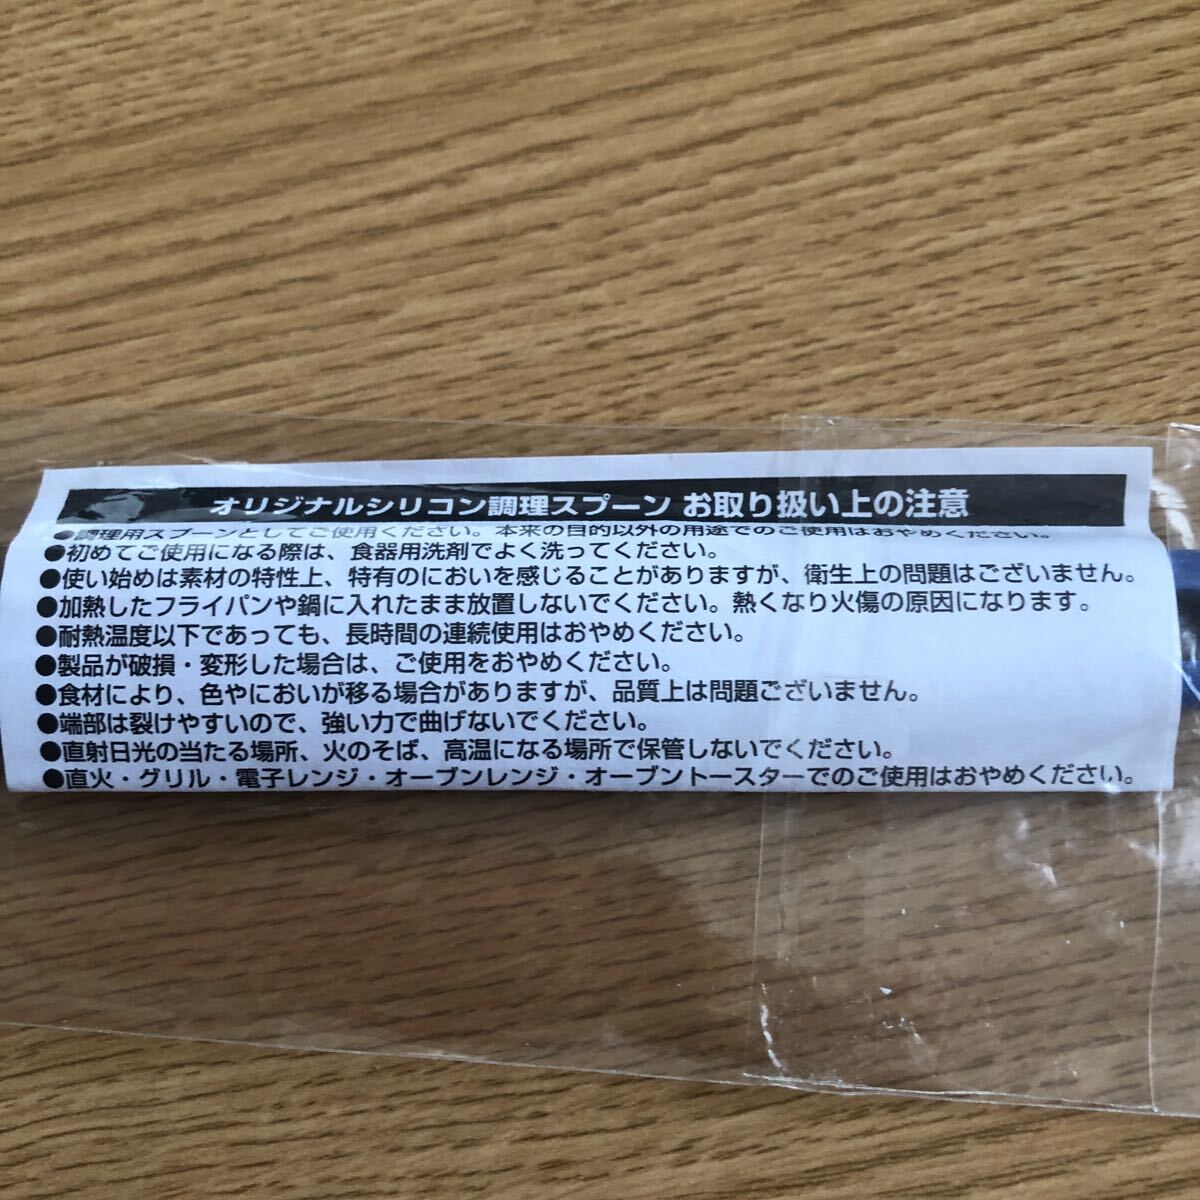 オリジナルシリコン調理スプーン お取り扱い上の注意
●調理用スプーンとしてご使用ください。本来の目的以外の用途でのご使用はおやめください。
●初めてご使用になる際は、食器用洗剤でよく洗ってください。
●使い始めは素材の特性上、特有のにおいを感じることがありますが、衛生上の問題はございません。
●加熱したフライパンや鍋に入れたまま放置しないでください。熱くなり火傷の原因になります。
●耐熱温度以下であっても、長時間の連続使用はおやめください。
●製品が破損・変形した場合は、ご使用をおやめください。
●食材により、色やにおいが移る場合がありますが、品質上は問題ございません。
●端部は裂けやすいので、強い力で曲げないでください。
●直射日光の当たる場所、火のそば、高温になる場所で保管しないでください。
●直火・グリル・電子レンジ・オーブンレンジ・オーブントースターでのご使用はおやめください。